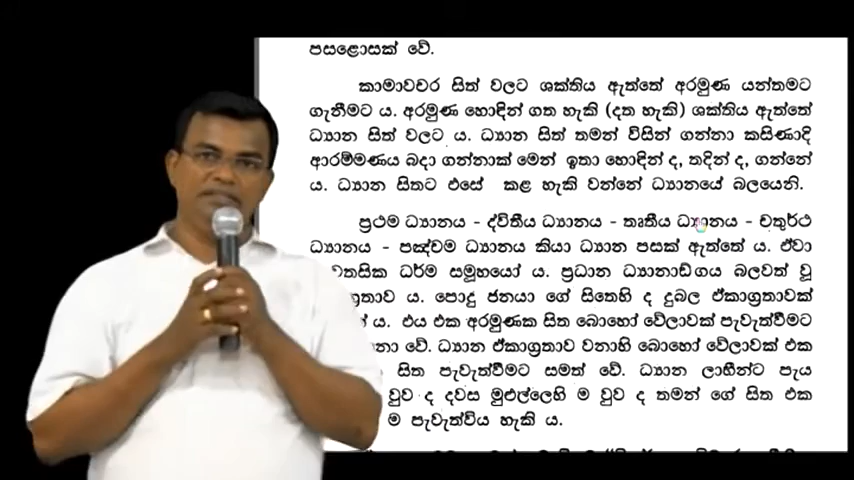 පසළොසක් වේ.
කාමාවචර සිත් වලට ශක්තිය ඇත්තේ අරමුණ යන්තමට
ගැනීමට ය. අරමුණ හොඳින් ගත හැකි (දත හැකි) ශක්තිය ඇත්තේ
ධ්‍යාන සිත් වලට ය. ධ්‍යාන සිත් තමන් විසින් ගන්නා කසිණාදි
ආරම්මණය බදා ගන්නාක් මෙන් ඉතා හොඳින් ද, තදින් ද, ගන්නේ
ය. ධ්‍යාන සිතට එසේ කළ හැකි වන්නේ ධ්‍යානයේ බලයෙනි.
ප්‍රථම ධ්‍යානය - ද්විතීය ධ්‍යානය - තෘතීය ධ්‍යානය - චතුර්ථ
ධ්‍යානය - පඤ්චම ධ්‍යානය කියා ධ්‍යාන පසක් ඇත්තේ ය. ඒවා
ධර්ම සමූහයෝ ය. ප්‍රධාන ධ්‍යානාඞ්ගය බලවත් වූ
ය. පොදු ජනයා ගේ සිතෙහි ද දුබල ඒකාග්‍රතාවක්
ය. එය එක අරමුණක සිත බොහෝ වේලාවක් පැවැත්වීමට
වේ. ධ්‍යාන ඒකාග්‍රතාව වනාහි බොහෝ වේලාවක් එක
සිත පැවැත්වීමට සමත් වේ. ධ්‍යාන ලාභීන්ට පැය
වුව ද දවස මුළුල්ලෙහි ම වුව ද තමන් ගේ සිත එක
ම පැවැත්විය හැකි ය.